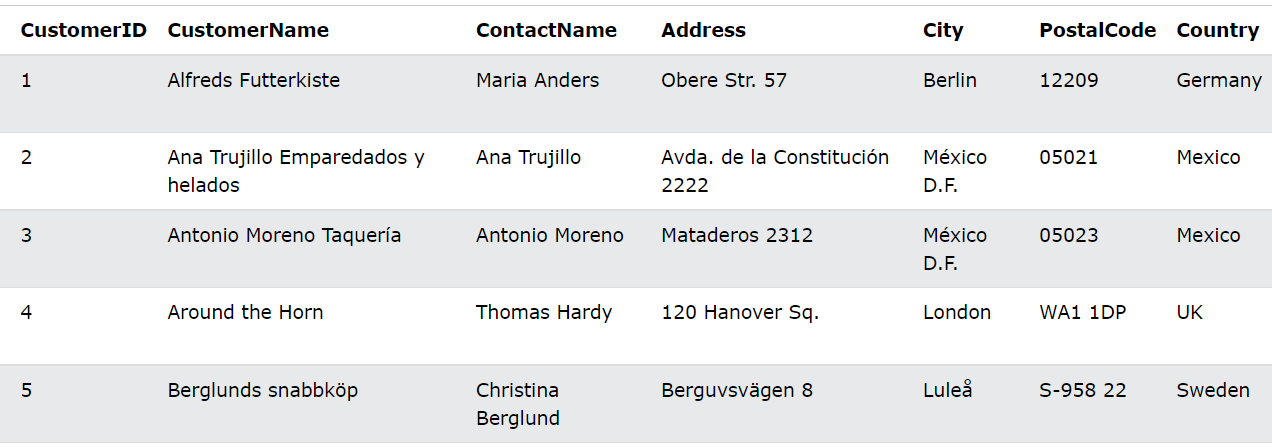 CustomerID CustomerName ContactName Address City PostalCode Country
1 Alfreds Futterkiste Maria Anders Obere Str. 57 Berlin 12209 Germany
2 Ana Trujillo Emparedados y Ana Trujillo Avda. de la Constitución México 05021 Mexico
helados 2222 D.F.
3 Antonio Moreno Taquería Antonio Moreno Mataderos 2312 México 05023 Mexico
D.F.
4 Around the Horn Thomas Hardy 120 Hanover Sq. London WA1 1DP UK
5 Berglunds snabbköp Christina Berguvsvägen 8 Luleå S-958 22 Sweden
Berglund